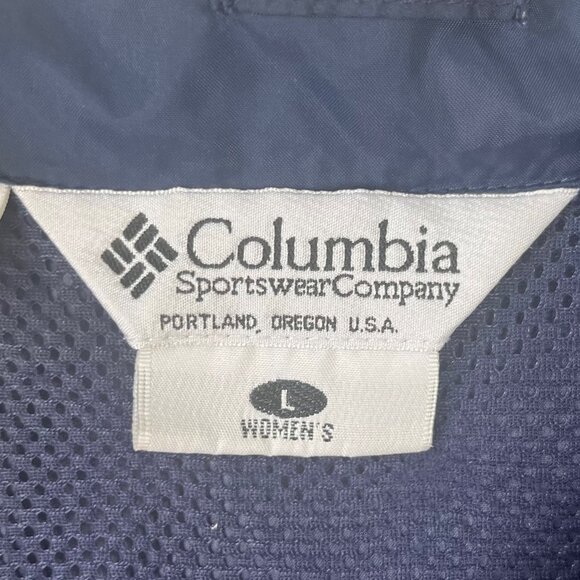 Columbia
SportswearCompany
PORTLAND, OREGON U.S.A.
L
WOMEN'S